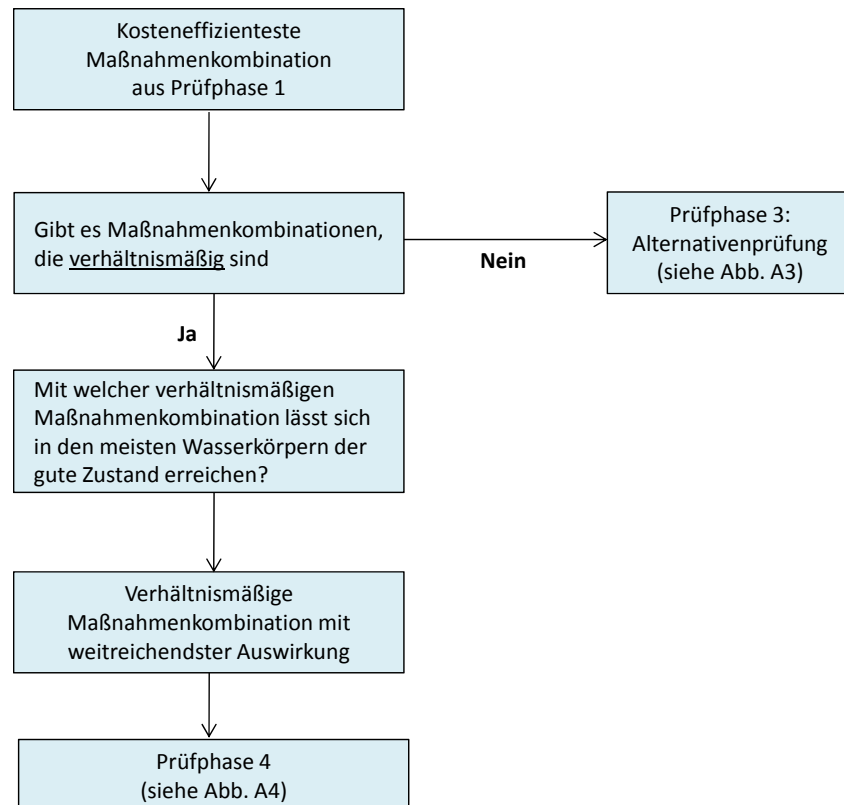 Kosteneffizienteste
Maßnahmenkombination
aus Prüfphase 1
Gibt es Maßnahmenkombinationen,
die verhältnismäßig sind
Nein
Prüfphase 3:
Alternativenprüfung
(siehe Abb. A3)
Ja
Mit welcher verhältnismäßigen
Maßnahmenkombination lässt sich
in den meisten Wasserkörpern der
gute Zustand erreichen?
Verhältnismäßige
Maßnahmenkombination mit
weitreichendster Auswirkung
Prüfphase 4
(siehe Abb. A4)